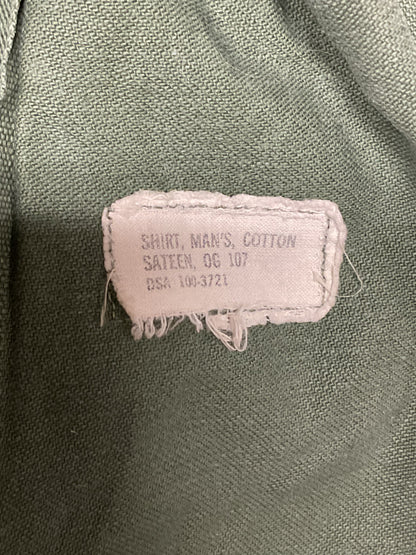 SHIRT, MAN'S, COTTON
SATEEN, OG 107
DSA 100-3721